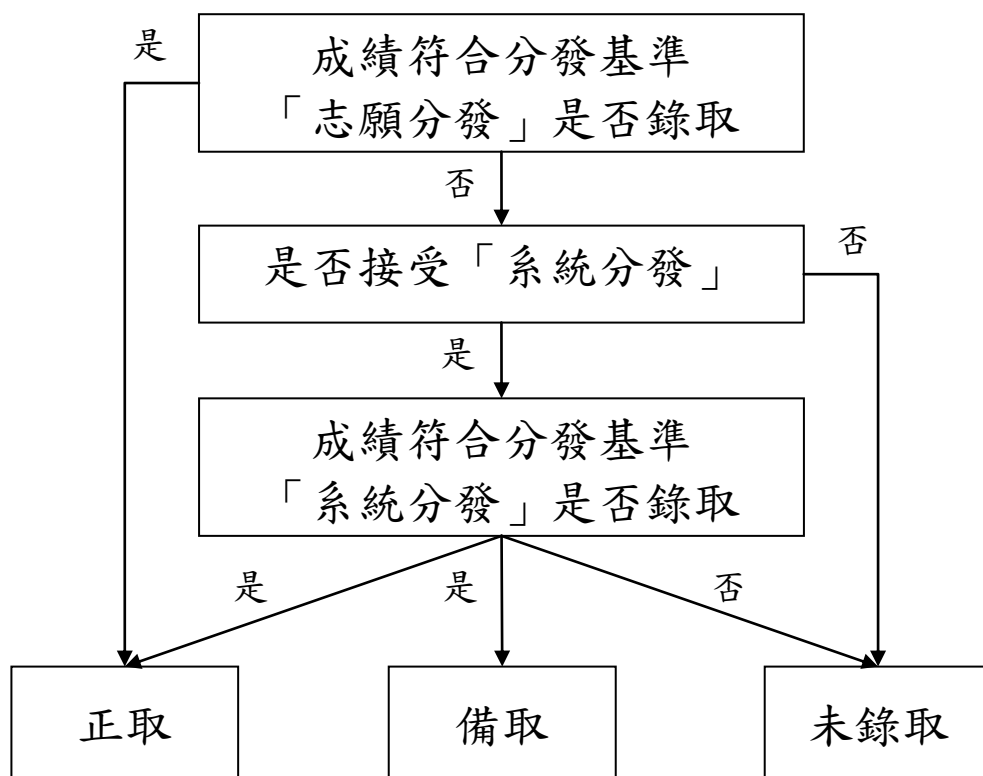 是
成績符合分發基準
「志願分發」是否錄取
否
是否接受「系統分發」
否
是
成績符合分發基準
「系統分發」是否錄取
是
是
否
正取
備取
未錄取